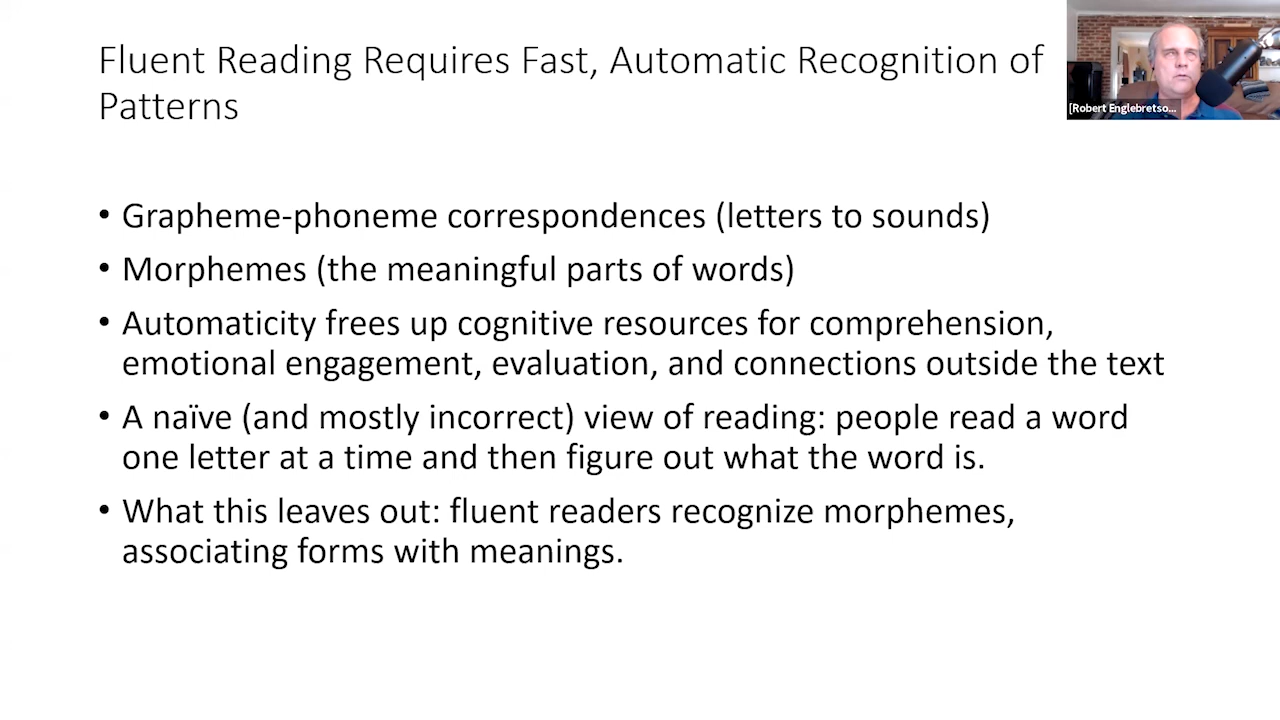 Fluent Reading Requires Fast, Automatic Recognition of
Patterns
[Robert Englebretso...
• Grapheme-phoneme correspondences (letters to sounds)
• Morphemes (the meaningful parts of words)
• Automaticity frees up cognitive resources for comprehension,
emotional engagement, evaluation, and connections outside the text
• A naïve (and mostly incorrect) view of reading: people read a word
one letter at a time and then figure out what the word is.
• What this leaves out: fluent readers recognize morphemes,
associating forms with meanings.